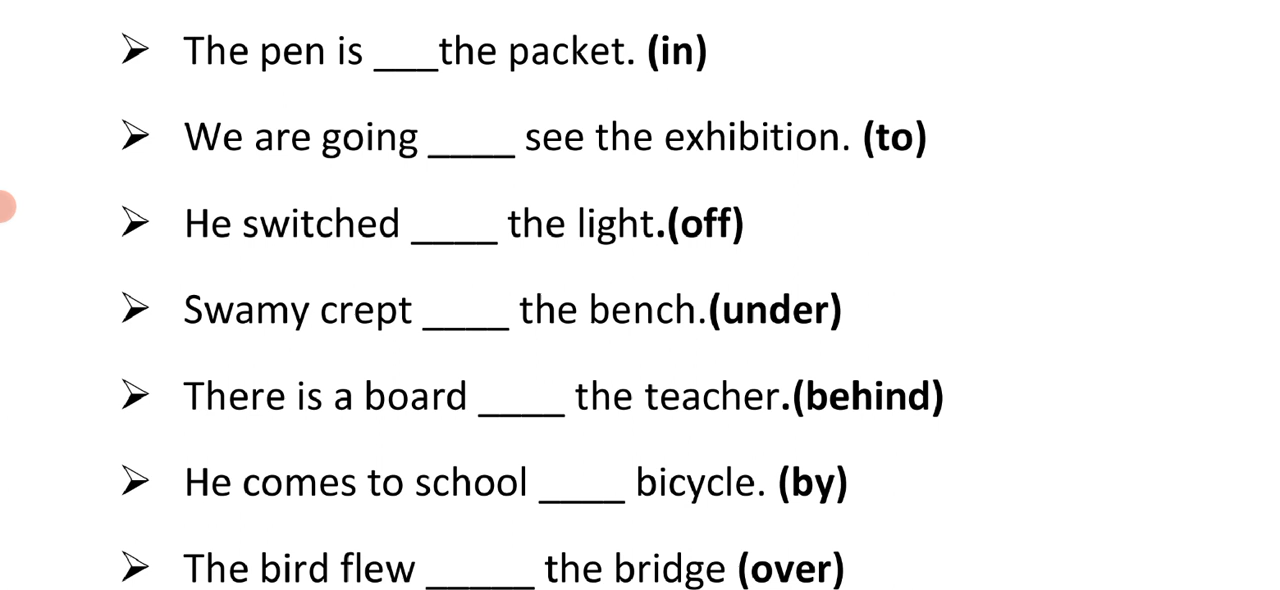 ➢ The pen is ___the packet. (in)
➢ We are going ____ see the exhibition. (to)
➢ He switched ____ the light.(off)
➢ Swamy crept ____ the bench.(under)
➢ There is a board ____ the teacher.(behind)
➢ He comes to school ____ bicycle. (by)
➢ The bird flew _____ the bridge (over)